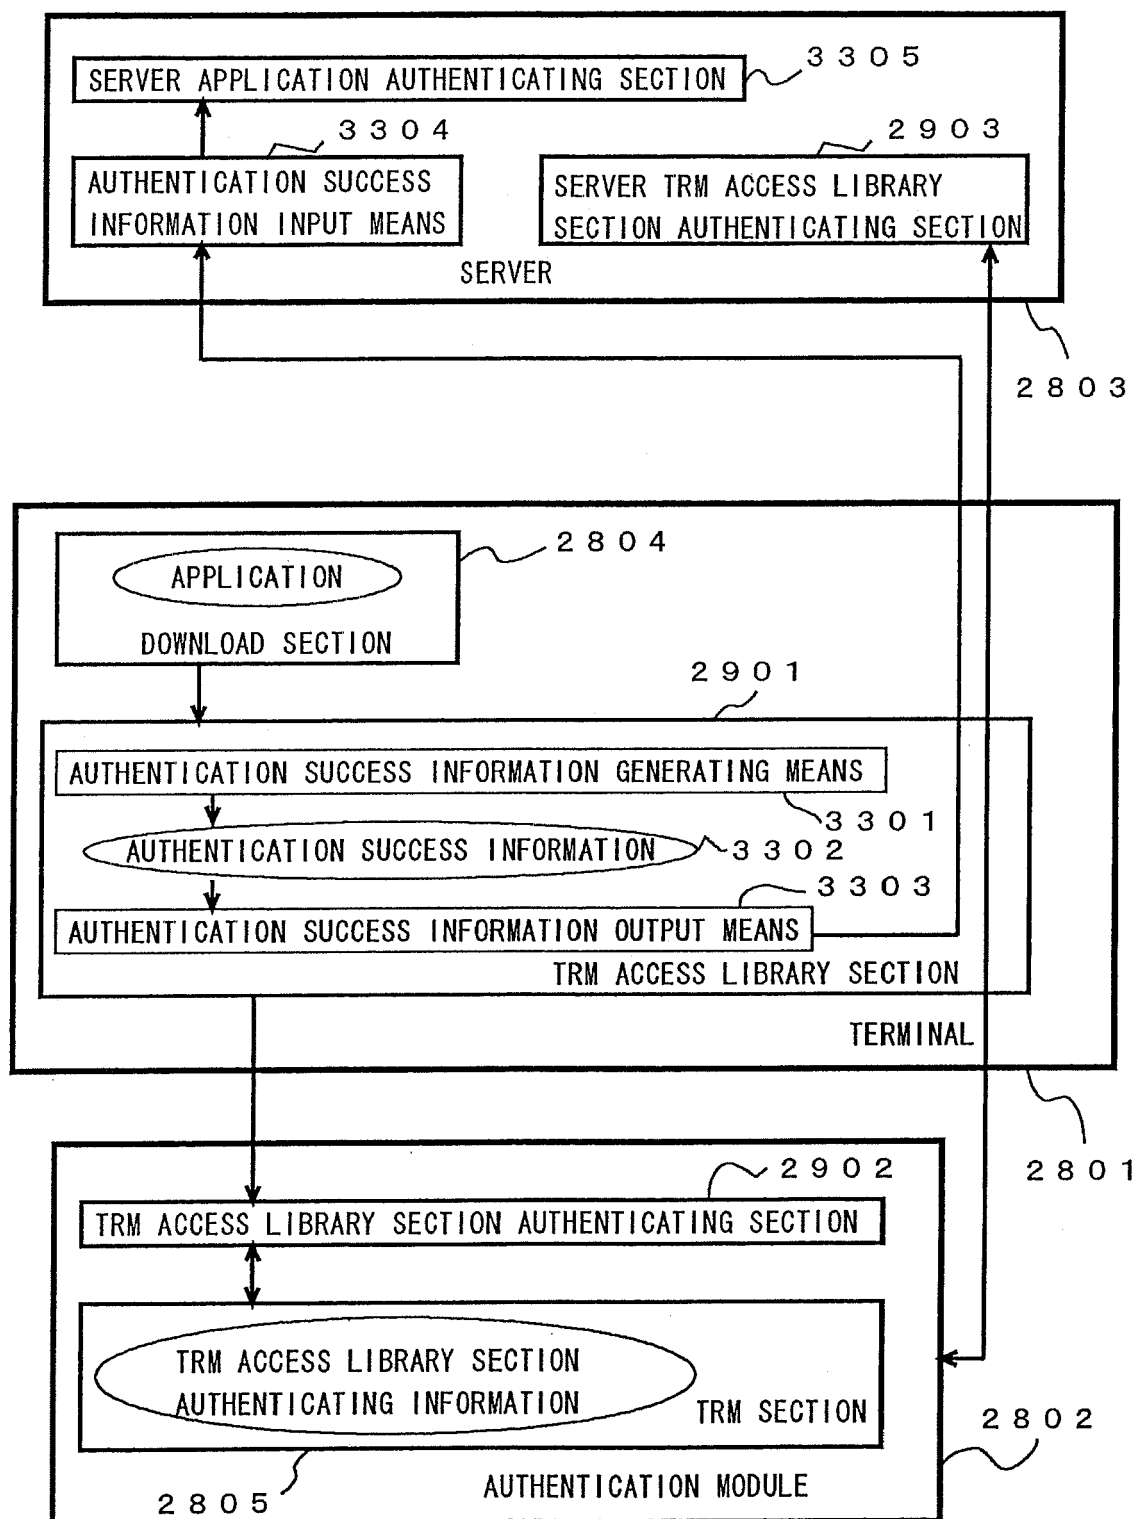 SERVER APPLICATION AUTHENTICATING SECTION
3305
3304
2903
AUTHENTICATION SUCCESS
INFORMATION INPUT MEANS
SERVER TRM ACCESS LIBRARY
SECTION AUTHENTICATING SECTION
SERVER
2803
2804
APPLICATION
DOWNLOAD SECTION
2901
AUTHENTICATION SUCCESS INFORMATION GENERATING MEANS
3301
AUTHENTICATION SUCCESS INFORMATION
3302
3303
AUTHENTICATION SUCCESS INFORMATION OUTPUT MEANS
TRM ACCESS LIBRARY SECTION
TERMINAL
2801
2902
TRM ACCESS LIBRARY SECTION AUTHENTICATING SECTION
TRM ACCESS LIBRARY SECTION
AUTHENTICATING INFORMATION
TRM SECTION
2802
2805
AUTHENTICATION MODULE